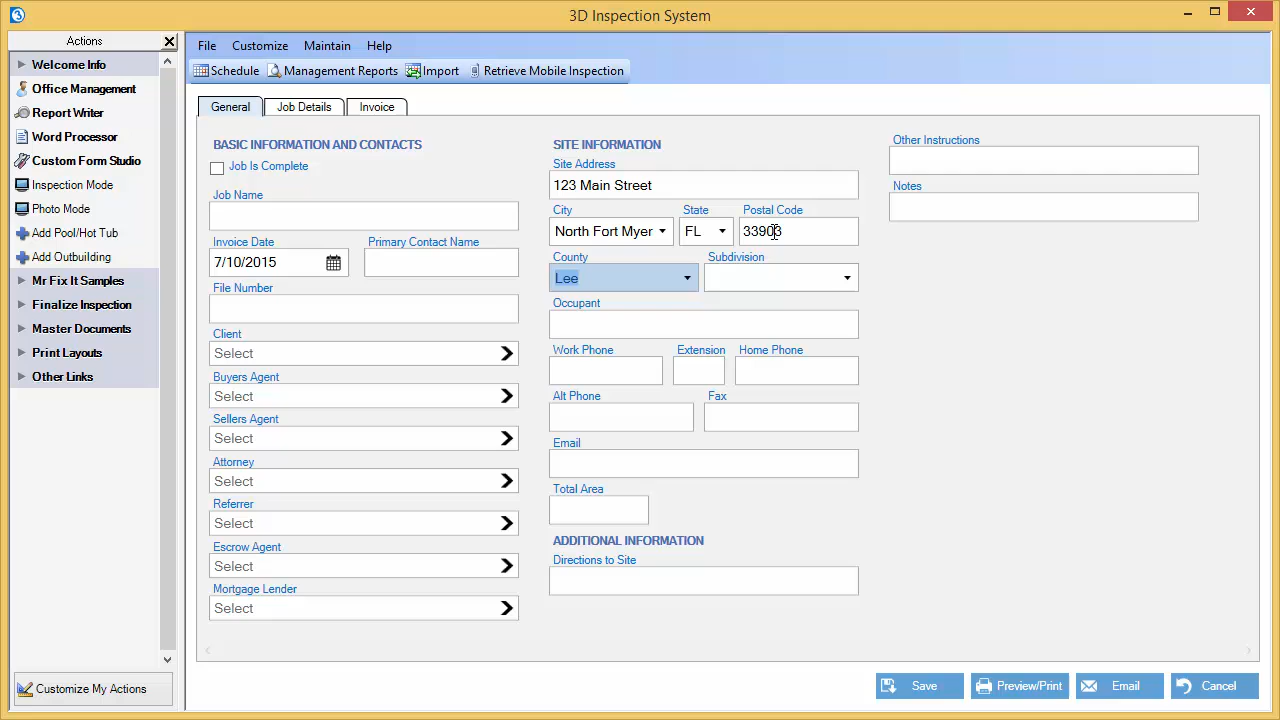 3D Inspection System
Actions
File Customize Maintain Help
Schedule Management Reports Import Retrieve Mobile Inspection
Welcome Info
Office Management
Report Writer
Word Processor
Custom Form Studio
Inspection Mode
Photo Mode
Add Pool/Hot Tub
Add Outbuilding
Mr Fix It Samples
Finalize Inspection
Master Documents
Print Layouts
Other Links
Customize My Actions
General Job Details Invoice
BASIC INFORMATION AND CONTACTS
Job Is Complete
Job Name
Invoice Date Primary Contact Name
7/10/2015
File Number
Client
Select
Buyers Agent
Select
Sellers Agent
Select
Attorney
Select
Referrer
Select
Escrow Agent
Select
Mortgage Lender
Select
SITE INFORMATION
Site Address
123 Main Street
City State Postal Code
North Fort Myer FL 33903
County Subdivision
Lee
Occupant
Work Phone Extension Home Phone
Alt Phone Fax
Email
Total Area
ADDITIONAL INFORMATION
Directions to Site
Other Instructions
Notes
Save Preview/Print Email Cancel